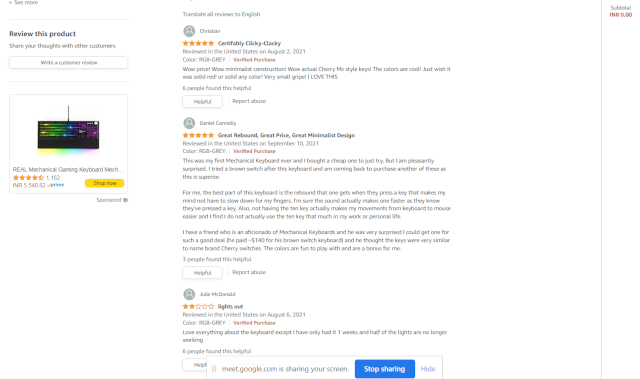 See more
Review this product
Share your thoughts with other customers
Write a customer review
REAL Mechanical Gaming Keyboard Mech...
1,162
INR 5,540.82 prime
Shop now
Sponsored
Translate all reviews to English
Christian
Certifiably Clicky-Clacky
Reviewed in the United States on August 2, 2021
Color: RGB-GREY | Verified Purchase
Wow price! Wow minimalist construction! Wow actual Cherry Mx style keys! The colors are cool! Just wish it
was solid red! or solid any color! Very small gripe! I LOVE THIS
6 people found this helpful
Helpful | Report abuse
Daniel Connelly
Great Rebound, Great Price, Great Minimalist Design
Reviewed in the United States on September 10, 2021
Color: RGB-GREY | Verified Purchase
This was my first Mechanical Keyboard ever and I bought a cheap one to just try. But I am pleasantly
surprised. I tried a brown switch after this keyboard and am coming back to purchase another of these as
this is superior.
For me, the best part of this keyboard is the rebound that one gets when they press a key that makes my
mind not have to slow down for my fingers. I'm sure the sound actually makes one faster as they know
they've pressed a key. Also, not having the ten key actually makes my movements from keyboard to mouse
easier and I find I do not actually use the ten key that much in my work or personal life.
I have a friend who is an aficionado of Mechanical Keyboards and he was very surprised I could get one for
such a good deal (he paid ~$140 for his brown switch keyboard) and he thought the keys were very similar
to name brand Cherry switches. The colors are fun to play with and are a bonus for me.
3 people found this helpful
Helpful | Report abuse
Julie McDonald
lights out
Reviewed in the United States on August 6, 2021
Color: RGB-GREY | Verified Purchase
Love everything about the keyboard except I have only had it 1 weeks and half of the lights are no longer
working
6 people found this helpful
Helpf
meet.google.com is sharing your screen.
Stop sharing
Hide
Subtotal
INR 0.00